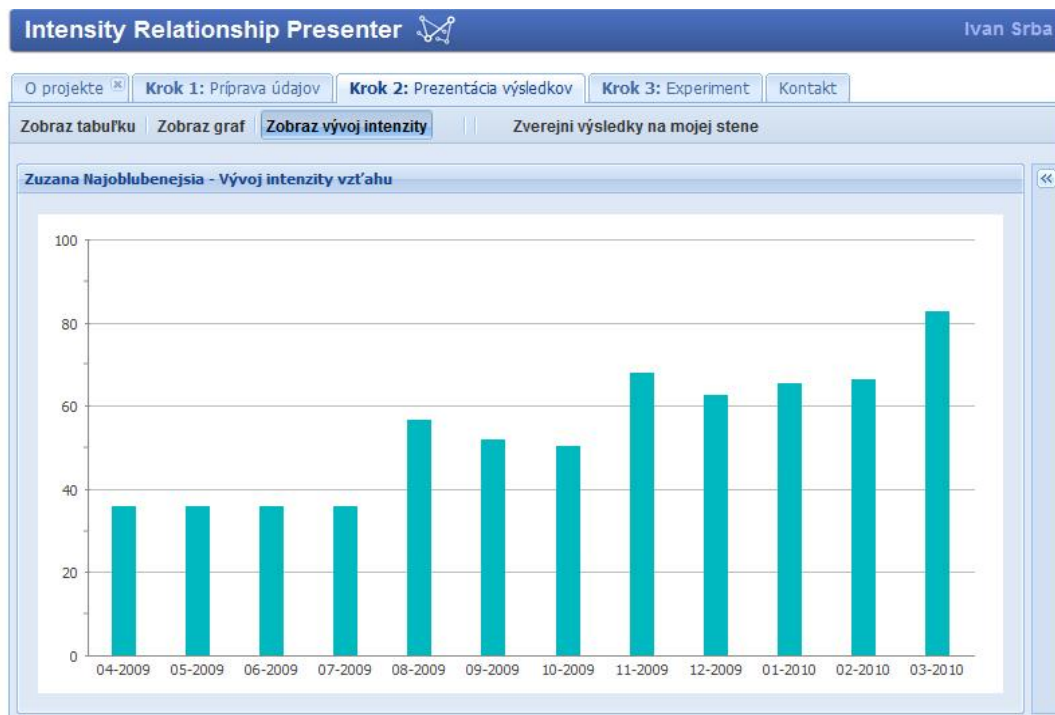 Intensity Relationship Presenter
Ivan Srba
O projekte Krok 1: Príprava údajov Krok 2: Prezentácia výsledkov Krok 3: Experiment Kontakt
Zobraz tabuľku Zobraz graf Zobraz vývoj intenzity Zverejni výsledky na mojej stene
Zuzana Najoblubenejsia - Vývoj intenzity vzťahu
100
80
60
40
20
0
04-2009 05-2009 06-2009 07-2009 08-2009 09-2009 10-2009 11-2009 12-2009 01-2010 02-2010 03-2010